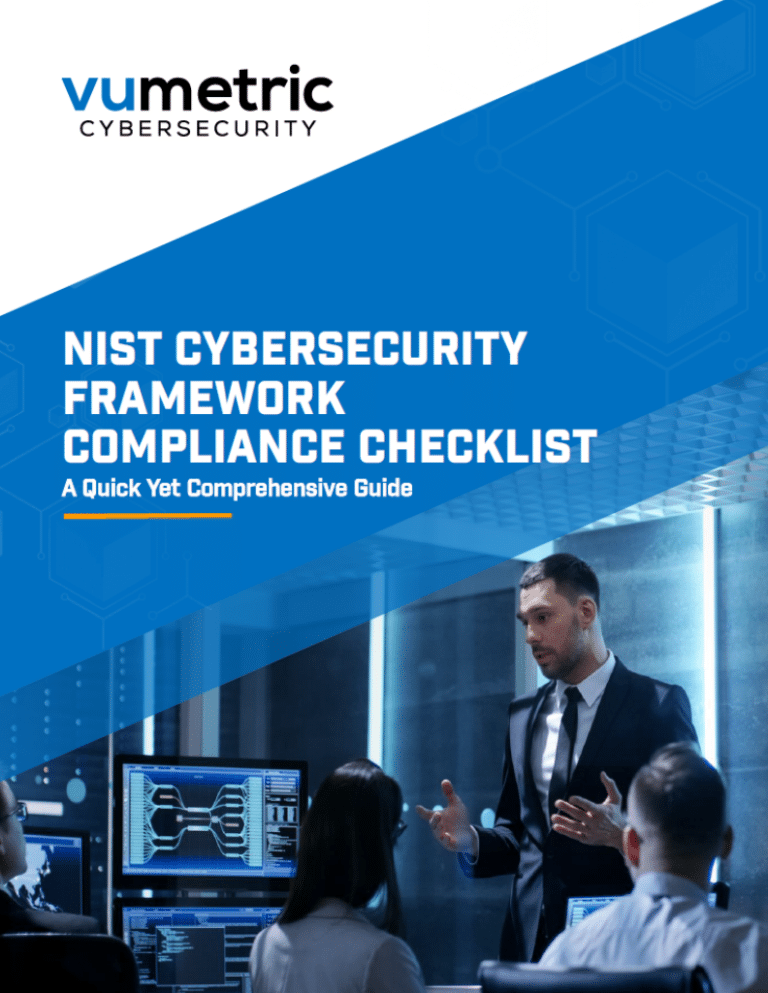 vumetric
CYBERSECURITY
NIST CYBERSECURITY
FRAMEWORK
COMPLIANCE CHECKLIST
A Quick Yet Comprehensive Guide